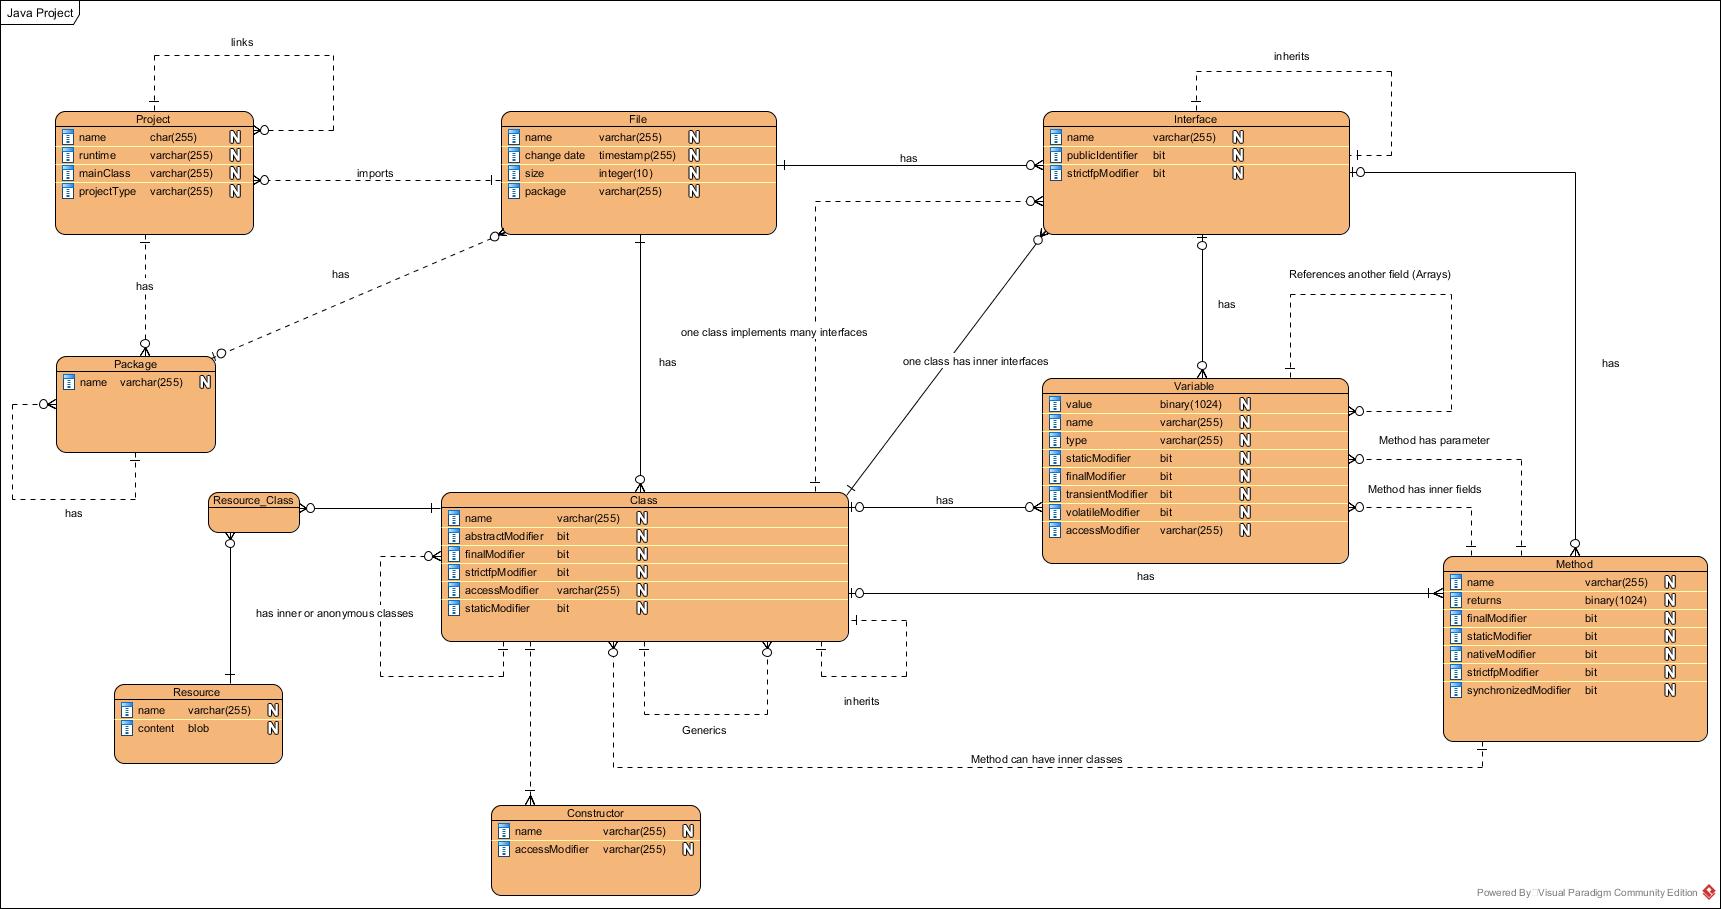 Java Project
links
inherits
Project
name char(255) N
runtime varchar(255) N
mainClass varchar(255) N
projectType varchar(255) N
imports
File
name varchar(255) N
change date timestamp(255) N
size integer(10) N
package varchar(255) N
has
Interface
name varchar(255) N
publicIdentifier bit N
strictfpModifier bit N
has
has
has
References another field (Arrays)
one class implements many interfaces
has
one class has inner interfaces
has
Package
name varchar(255) N
has
Variable
value binary(1024) N
name varchar(255) N
type varchar(255) N
staticModifier bit N
finalModifier bit N
transientModifier bit N
volatileModifier bit N
accessModifier varchar(255) N
Method has parameter
Method has inner fields
Resource_Class
Class
name varchar(255) N
abstractModifier bit N
finalModifier bit N
strictfpModifier bit N
accessModifier varchar(255) N
staticModifier bit N
has
has
has inner or anonymous classes
Method
name varchar(255) N
returns binary(1024) N
finalModifier bit N
staticModifier bit N
nativeModifier bit N
strictfpModifier bit N
synchronizedModifier bit N
Resource
name varchar(255) N
content blob N
inherits
Generics
Method can have inner classes
Constructor
name varchar(255) N
accessModifier varchar(255) N
Powered By Visual Paradigm Community Edition